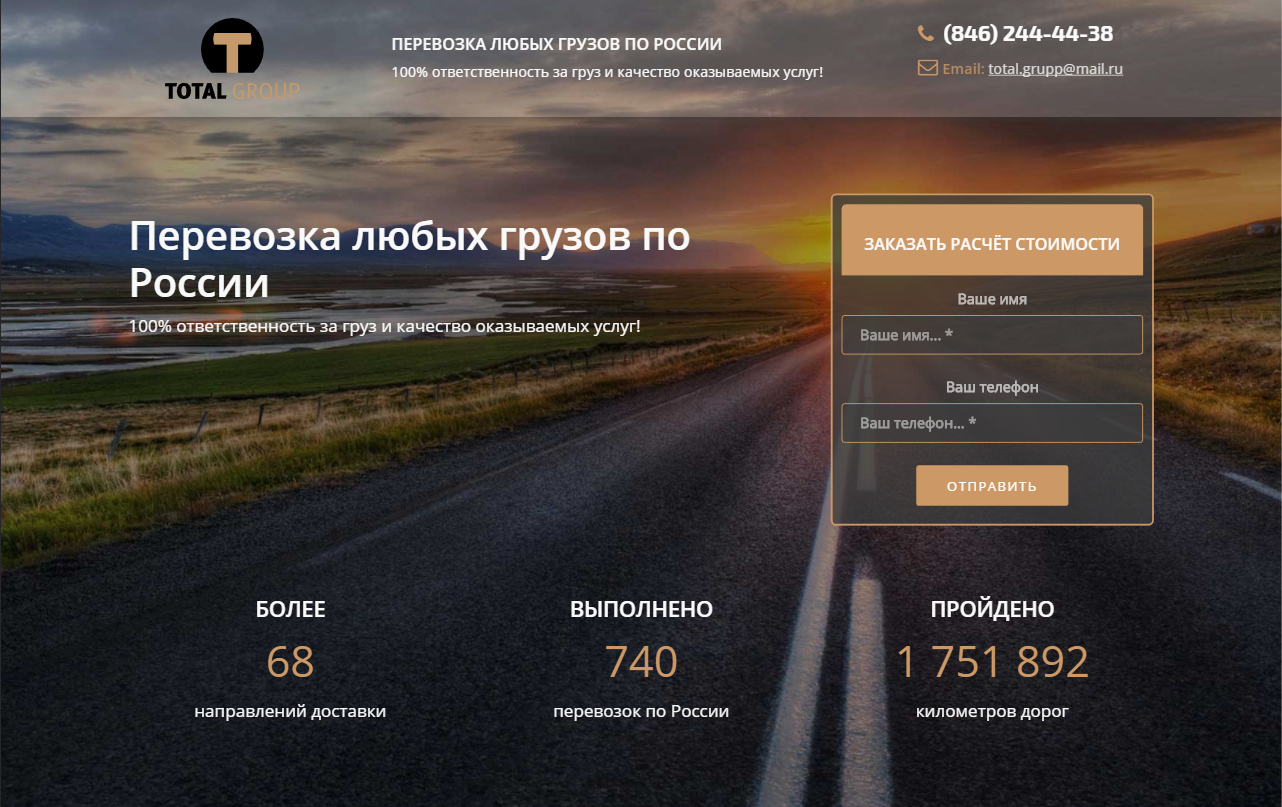 T
TOTAL GROUP
ПЕРЕВОЗКА ЛЮБЫХ ГРУЗОВ ПО РОССИИ
100% ответственность за груз и качество оказываемых услуг!
(846) 244-44-38
Email: total.grupp@mail.ru
Перевозка любых грузов по
России
100% ответственность за груз и качество оказываемых услуг!
ЗАКАЗАТЬ РАСЧЁТ СТОИМОСТИ
Ваше имя
Ваше имя... *
Ваш телефон
Ваш телефон... *
ОТПРАВИТЬ
БОЛЕЕ
68
направлений доставки
ВЫПОЛНЕНО
740
перевозок по России
ПРОЙДЕНО
1 751 892
километров дорог